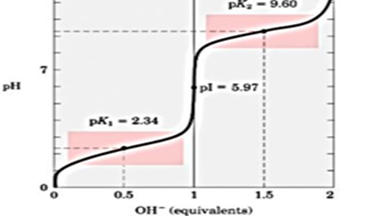 pK₂ = 9.60
7
pH
pI = 5.97
pK₁ = 2.34
0
0 0.5 1 1.5 2
OH⁻ (equivalents)